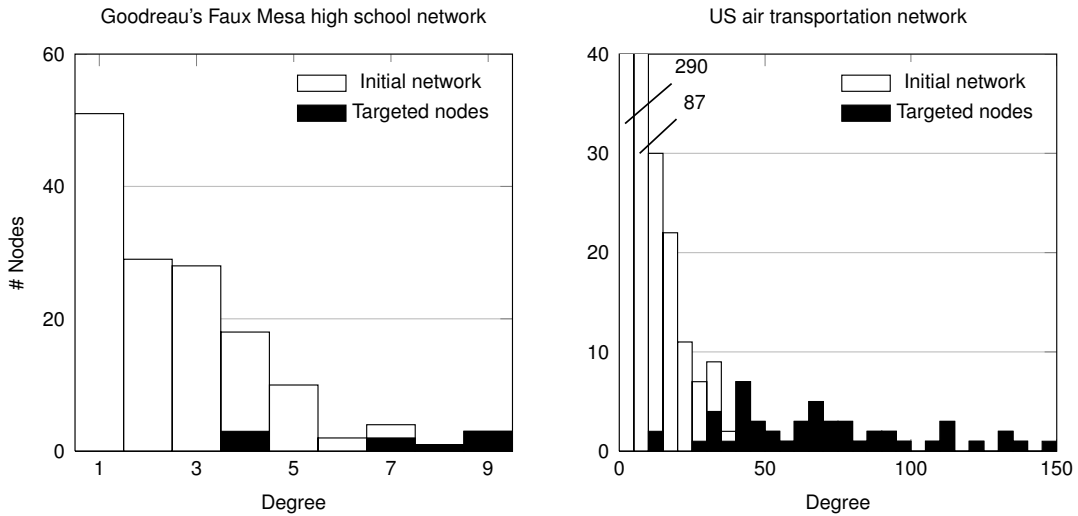 Goodreau's Faux Mesa high school network
60
40
20
0
# Nodes
1 3 5 7 9
Degree
Initial network
Targeted nodes
US air transportation network
40
30
20
10
0
0 50 100 150
Degree
290
87
Initial network
Targeted nodes